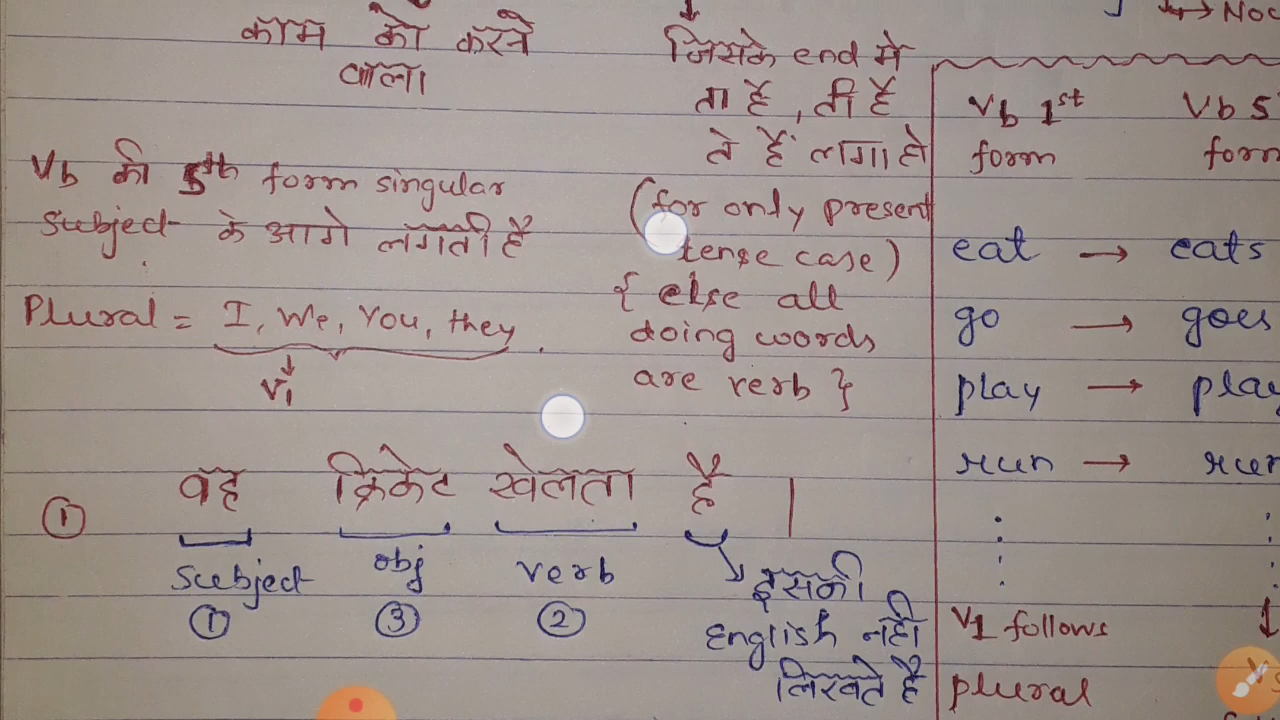 काम को करने
वाला
Vb की 5th form singular
subject के आगे लगती है
Plural = I, We, You, they
V1
जिसके end में
ता है, ती है
ते हैं लगा हो
(for only present
tense case)
{ else all
doing words
are verb }
→ Noc
Vb 1st Vb 5
form form
eat → eats
go → goes
play → play
run → run
V1 follows
plural
① वह क्रिकेट खेलता है |
subject obj verb
① ③ ②
इसकी
English नहीं
लिखते है